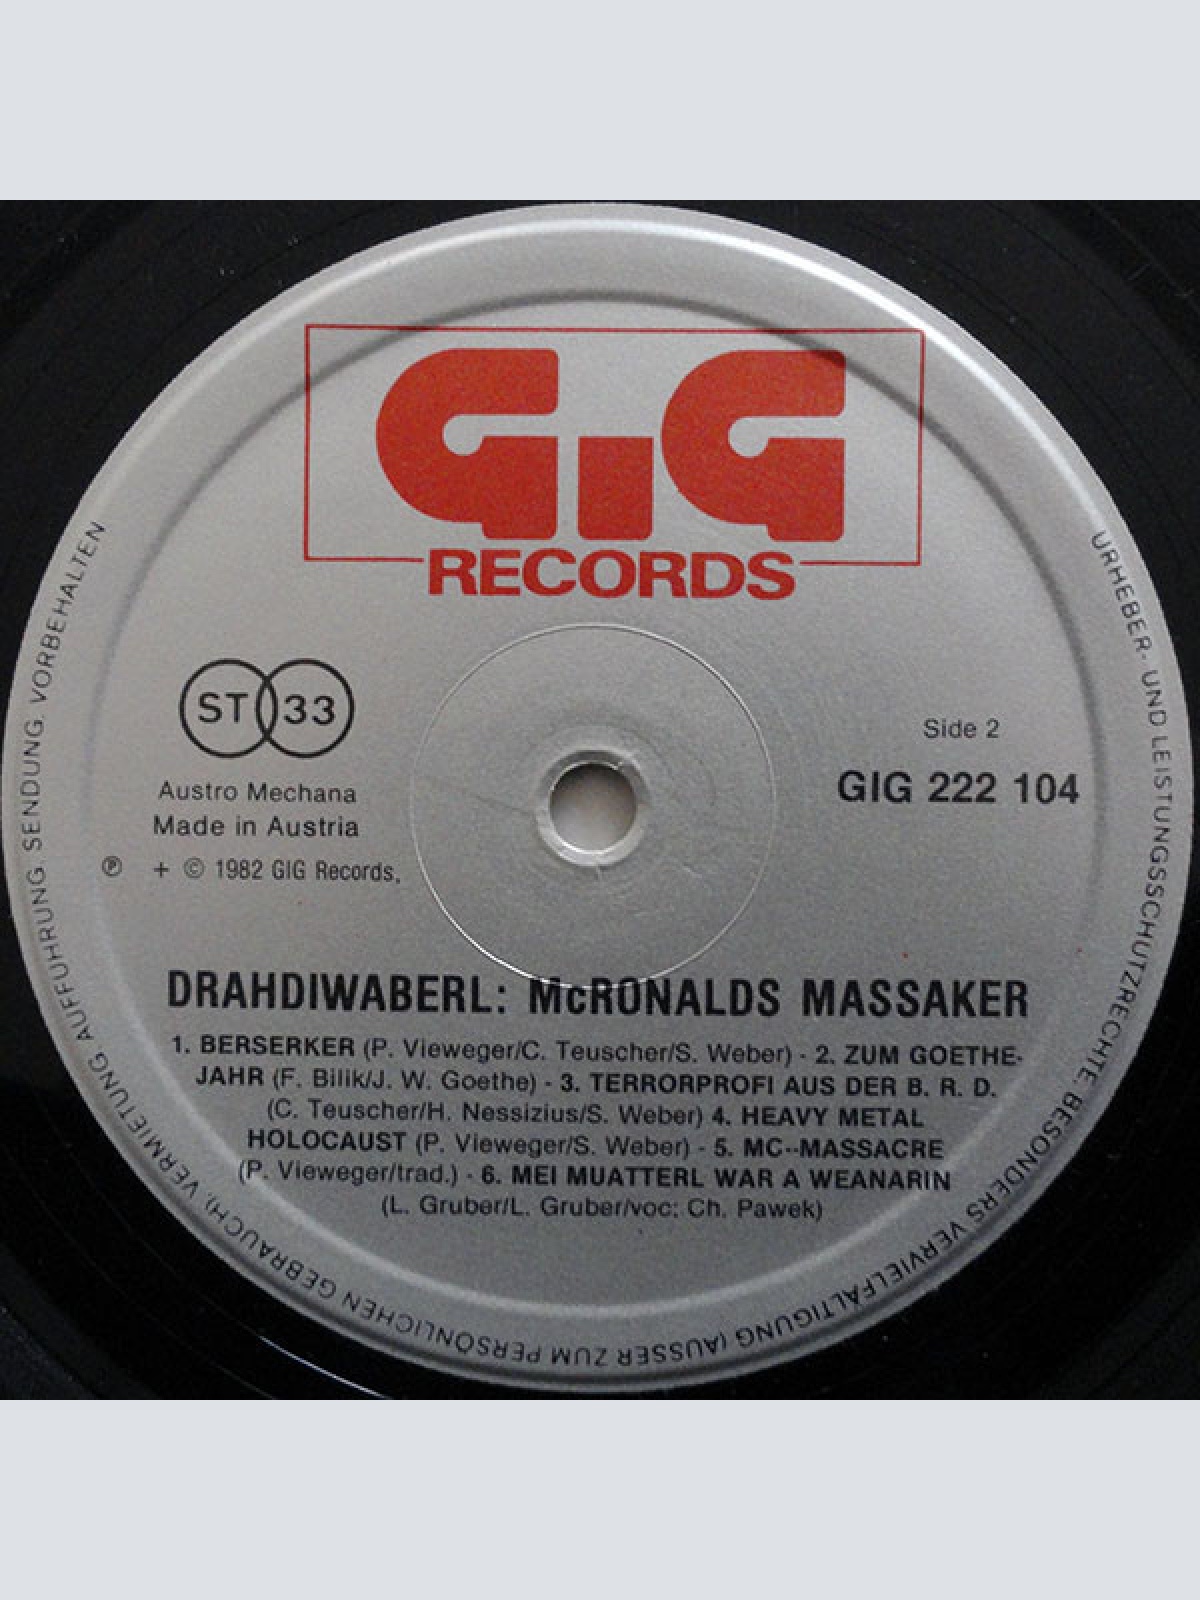 GIG
RECORDS
ST 33
Austro Mechana
Made in Austria
℗ + © 1982 GIG Records,
Side 2
GIG 222 104
DRAHDIWABERL: McRONALDS MASSAKER
1. BERSERKER (P. Vieweger/C. Teuscher/S. Weber) - 2. ZUM GOETHE-
JAHR (F. Bilik/J. W. Goethe) - 3. TERRORPROFI AUS DER B. R. D.
(C. Teuscher/H. Nessizius/S. Weber) 4. HEAVY METAL
HOLOCAUST (P. Vieweger/S. Weber) - 5. MC--MASSACRE
(P. Vieweger/trad.) - 6. MEI MUATTERL WAR A WEANARIN
(L. Gruber/L. Gruber/voc: Ch. Pawek)
URHEBER- UND LEISTUNGSSCHUTZRECHTE, BESONDERS VERVIELFÄLTIGUNG (AUSSER ZUM PERSÖNLICHEN GEBRAUCH), VERMIETUNG, AUFFÜHRUNG, SENDUNG, VORBEHALTEN